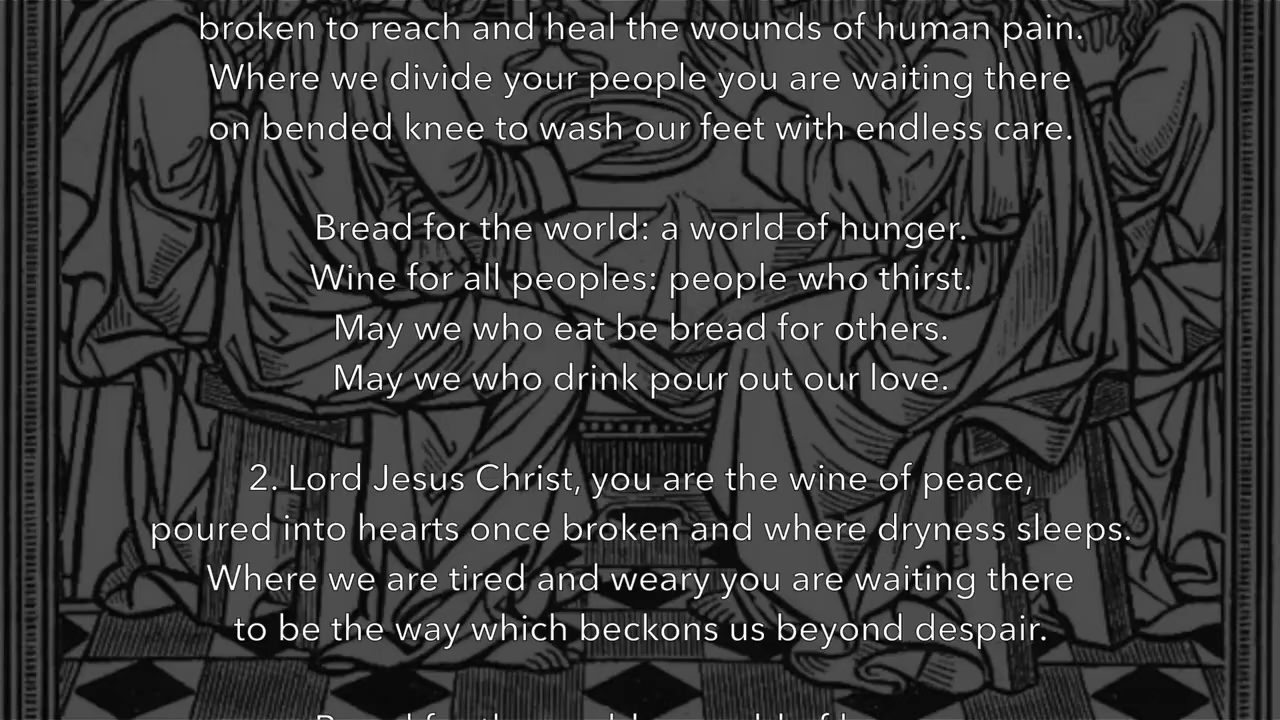 broken to reach and heal the wounds of human pain.
Where we divide your people you are waiting there
on bended knee to wash our feet with endless care.
Bread for the world: a world of hunger.
Wine for all peoples: people who thirst.
May we who eat be bread for others.
May we who drink pour out our love.
2. Lord Jesus Christ, you are the wine of peace,
poured into hearts once broken and where dryness sleeps.
Where we are tired and weary you are waiting there
to be the way which beckons us beyond despair.